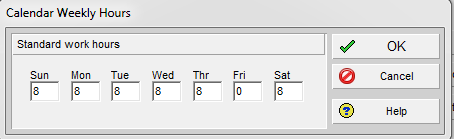 Calendar Weekly Hours
Standard work hours
OK
Sun Mon Tue Wed Thr Fri Sat
Cancel
8 8 8 8 8 0 8
Help